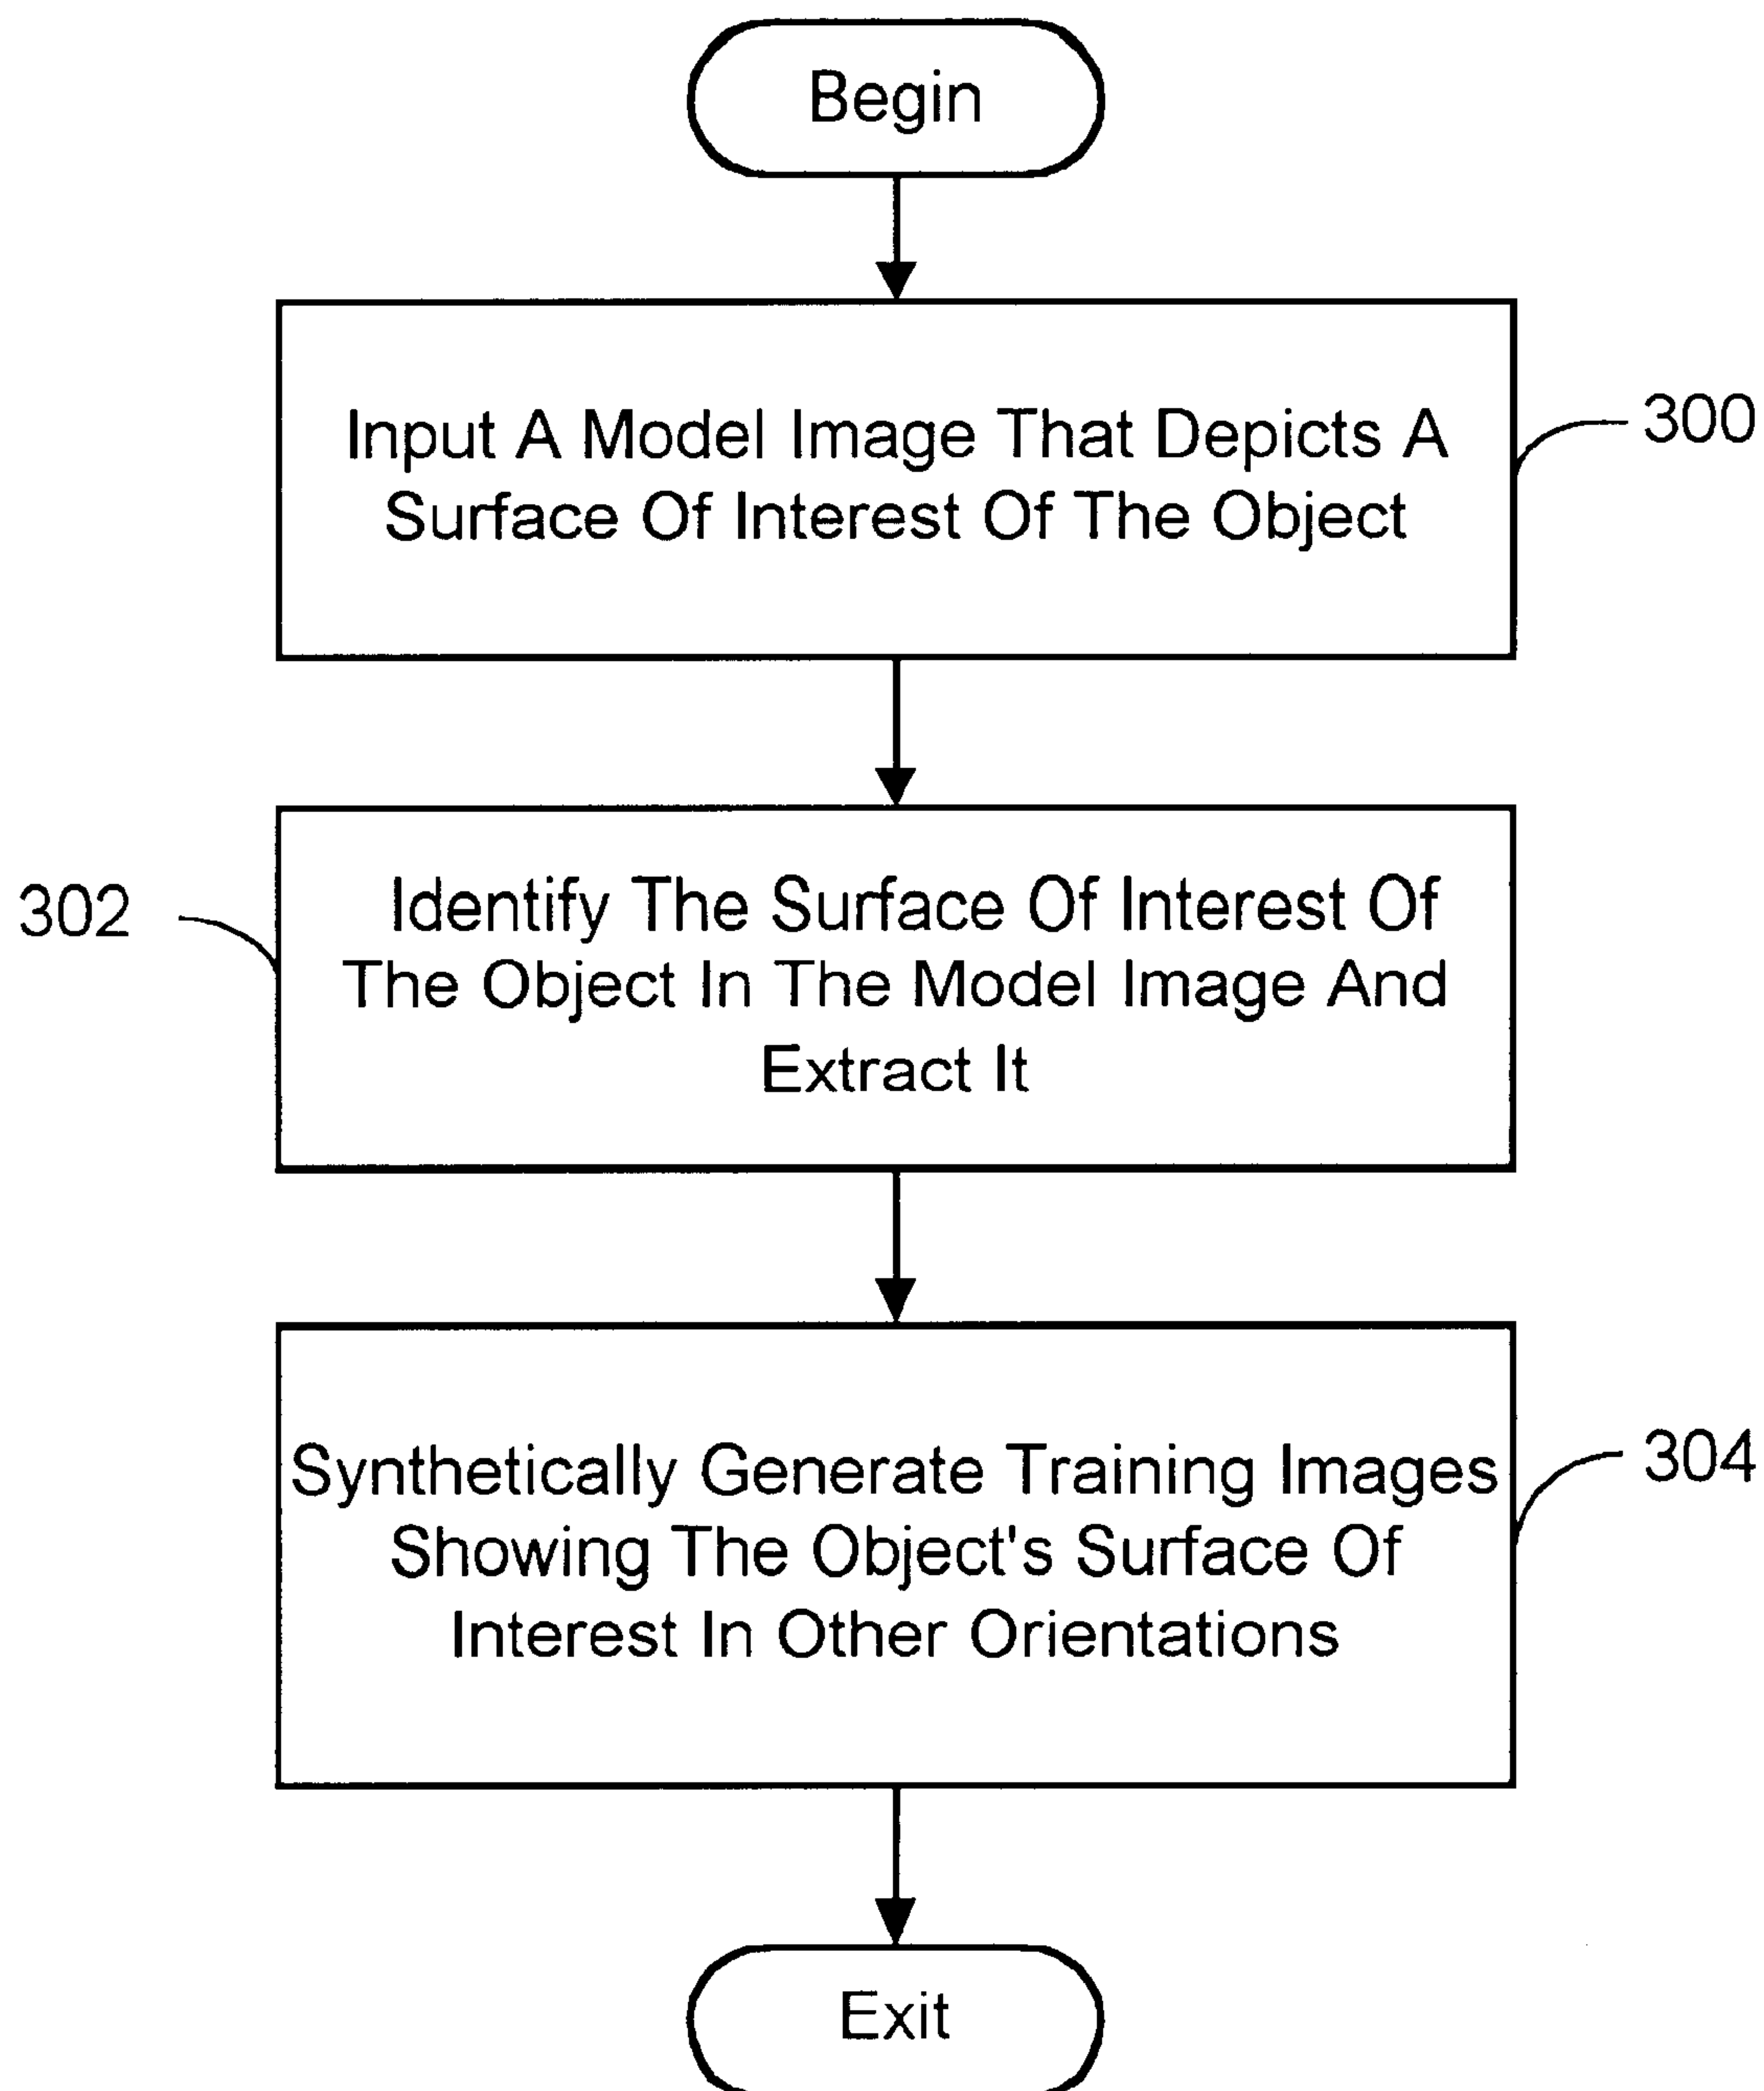 Begin
Input A Model Image That Depicts A
Surface Of Interest Of The Object
300
302
Identify The Surface Of Interest Of
The Object In The Model Image And
Extract It
Synthetically Generate Training Images
Showing The Object's Surface Of
Interest In Other Orientations
304
Exit